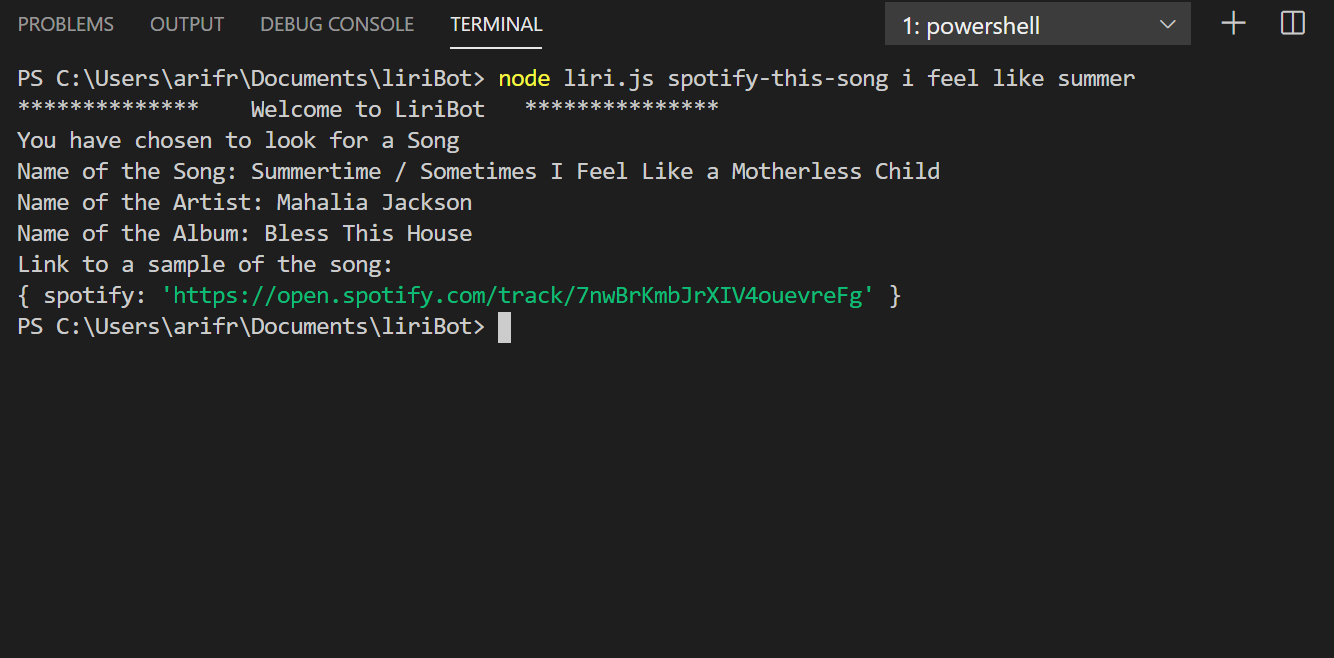 PROBLEMS OUTPUT DEBUG CONSOLE TERMINAL 1: powershell
PS C:\Users\arifr\Documents\liriBot> node liri.js spotify-this-song i feel like summer
************** Welcome to LiriBot ***************
You have chosen to look for a Song
Name of the Song: Summertime / Sometimes I Feel Like a Motherless Child
Name of the Artist: Mahalia Jackson
Name of the Album: Bless This House
Link to a sample of the song:
{ spotify: 'https://open.spotify.com/track/7nwBrKmbJrXIV4ouevreFg' }
PS C:\Users\arifr\Documents\liriBot>